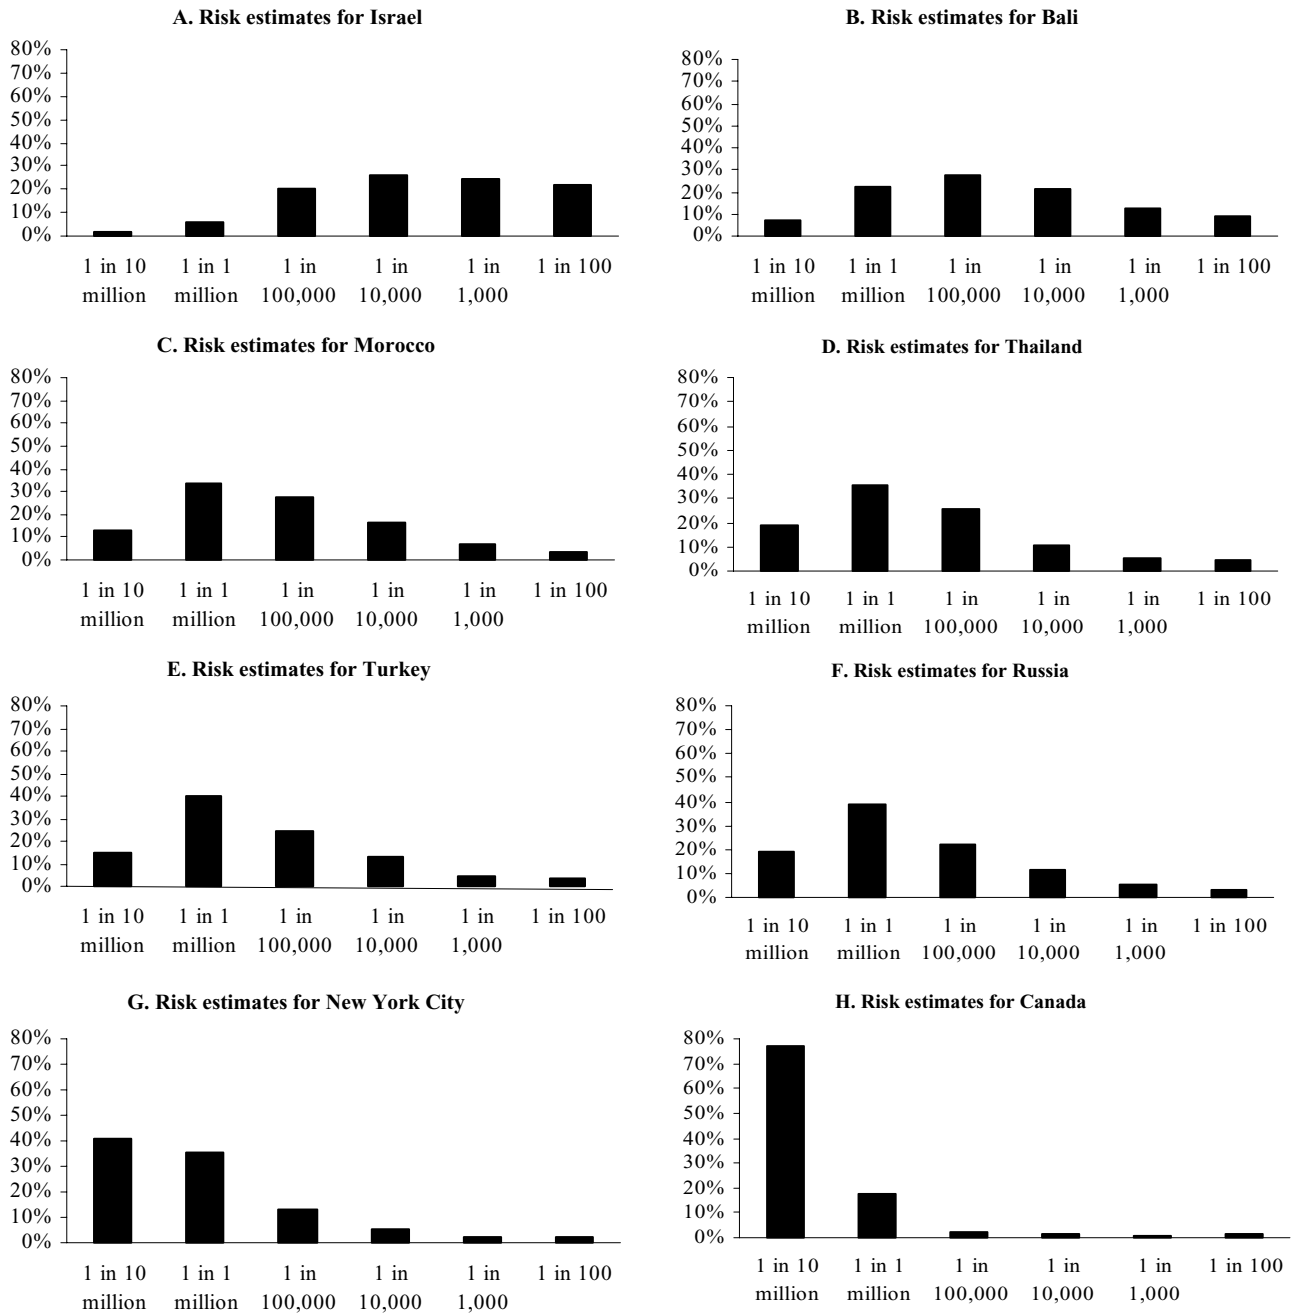 A. Risk estimates for Israel
80%
70%
60%
50%
40%
30%
20%
10%
0%
1 in 10 million
1 in 1 million
1 in 100,000
1 in 10,000
1 in 1,000
1 in 100
B. Risk estimates for Bali
80%
70%
60%
50%
40%
30%
20%
10%
0%
1 in 10 million
1 in 1 million
1 in 100,000
1 in 10,000
1 in 1,000
1 in 100
C. Risk estimates for Morocco
80%
70%
60%
50%
40%
30%
20%
10%
0%
1 in 10 million
1 in 1 million
1 in 100,000
1 in 10,000
1 in 1,000
1 in 100
D. Risk estimates for Thailand
80%
70%
60%
50%
40%
30%
20%
10%
0%
1 in 10 million
1 in 1 million
1 in 100,000
1 in 10,000
1 in 1,000
1 in 100
E. Risk estimates for Turkey
80%
70%
60%
50%
40%
30%
20%
10%
0%
1 in 10 million
1 in 1 million
1 in 100,000
1 in 10,000
1 in 1,000
1 in 100
F. Risk estimates for Russia
80%
70%
60%
50%
40%
30%
20%
10%
0%
1 in 10 million
1 in 1 million
1 in 100,000
1 in 10,000
1 in 1,000
1 in 100
G. Risk estimates for New York City
80%
70%
60%
50%
40%
30%
20%
10%
0%
1 in 10 million
1 in 1 million
1 in 100,000
1 in 10,000
1 in 1,000
1 in 100
H. Risk estimates for Canada
80%
70%
60%
50%
40%
30%
20%
10%
0%
1 in 10 million
1 in 1 million
1 in 100,000
1 in 10,000
1 in 1,000
1 in 100